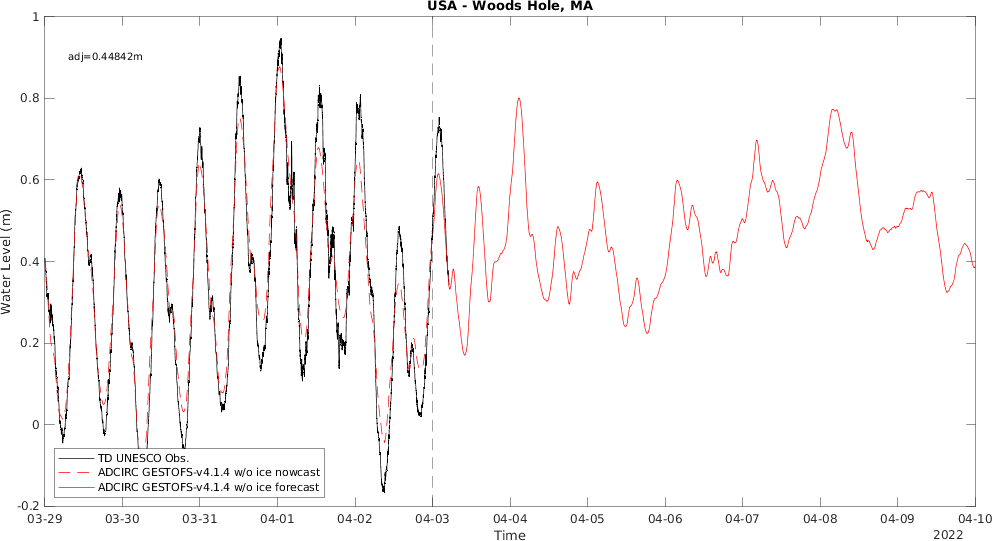 USA - Woods Hole, MA
adj=0.44842m
Water Level (m)
1
0.8
0.6
0.4
0.2
0
-0.2
TD UNESCO Obs.
ADCIRC GESTOFS-v4.1.4 w/o ice nowcast
ADCIRC GESTOFS-v4.1.4 w/o ice forecast
03-29 03-30 03-31 04-01 04-02 04-03 04-04 04-05 04-06 04-07 04-08 04-09 04-10
Time
2022